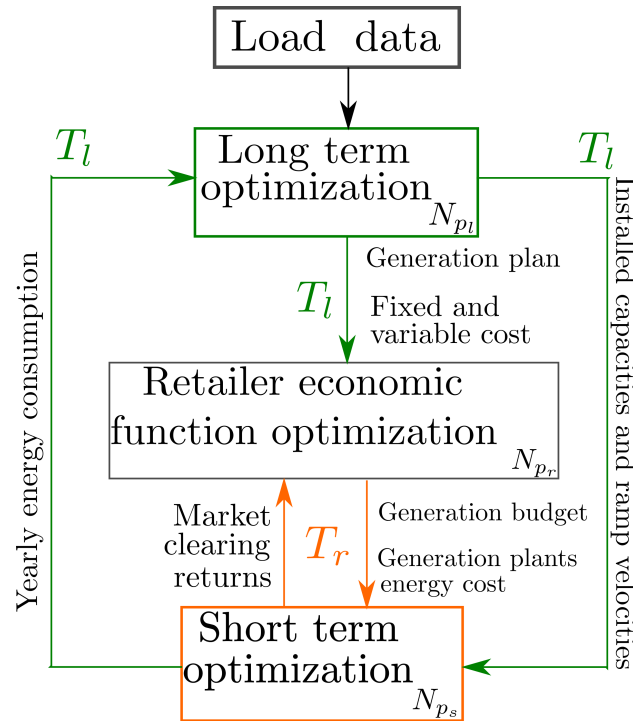 Load data
T_l
T_l
Long term
optimization
N_{p_l}
Generation plan
T_l
Fixed and
variable cost
Yearly energy consumption
Installed capacities and ramp velocities
Retailer economic
function optimization
N_{p_r}
Market
clearing
returns
T_r
Generation budget
Generation plants
energy cost
Short term
optimization
N_{p_s}